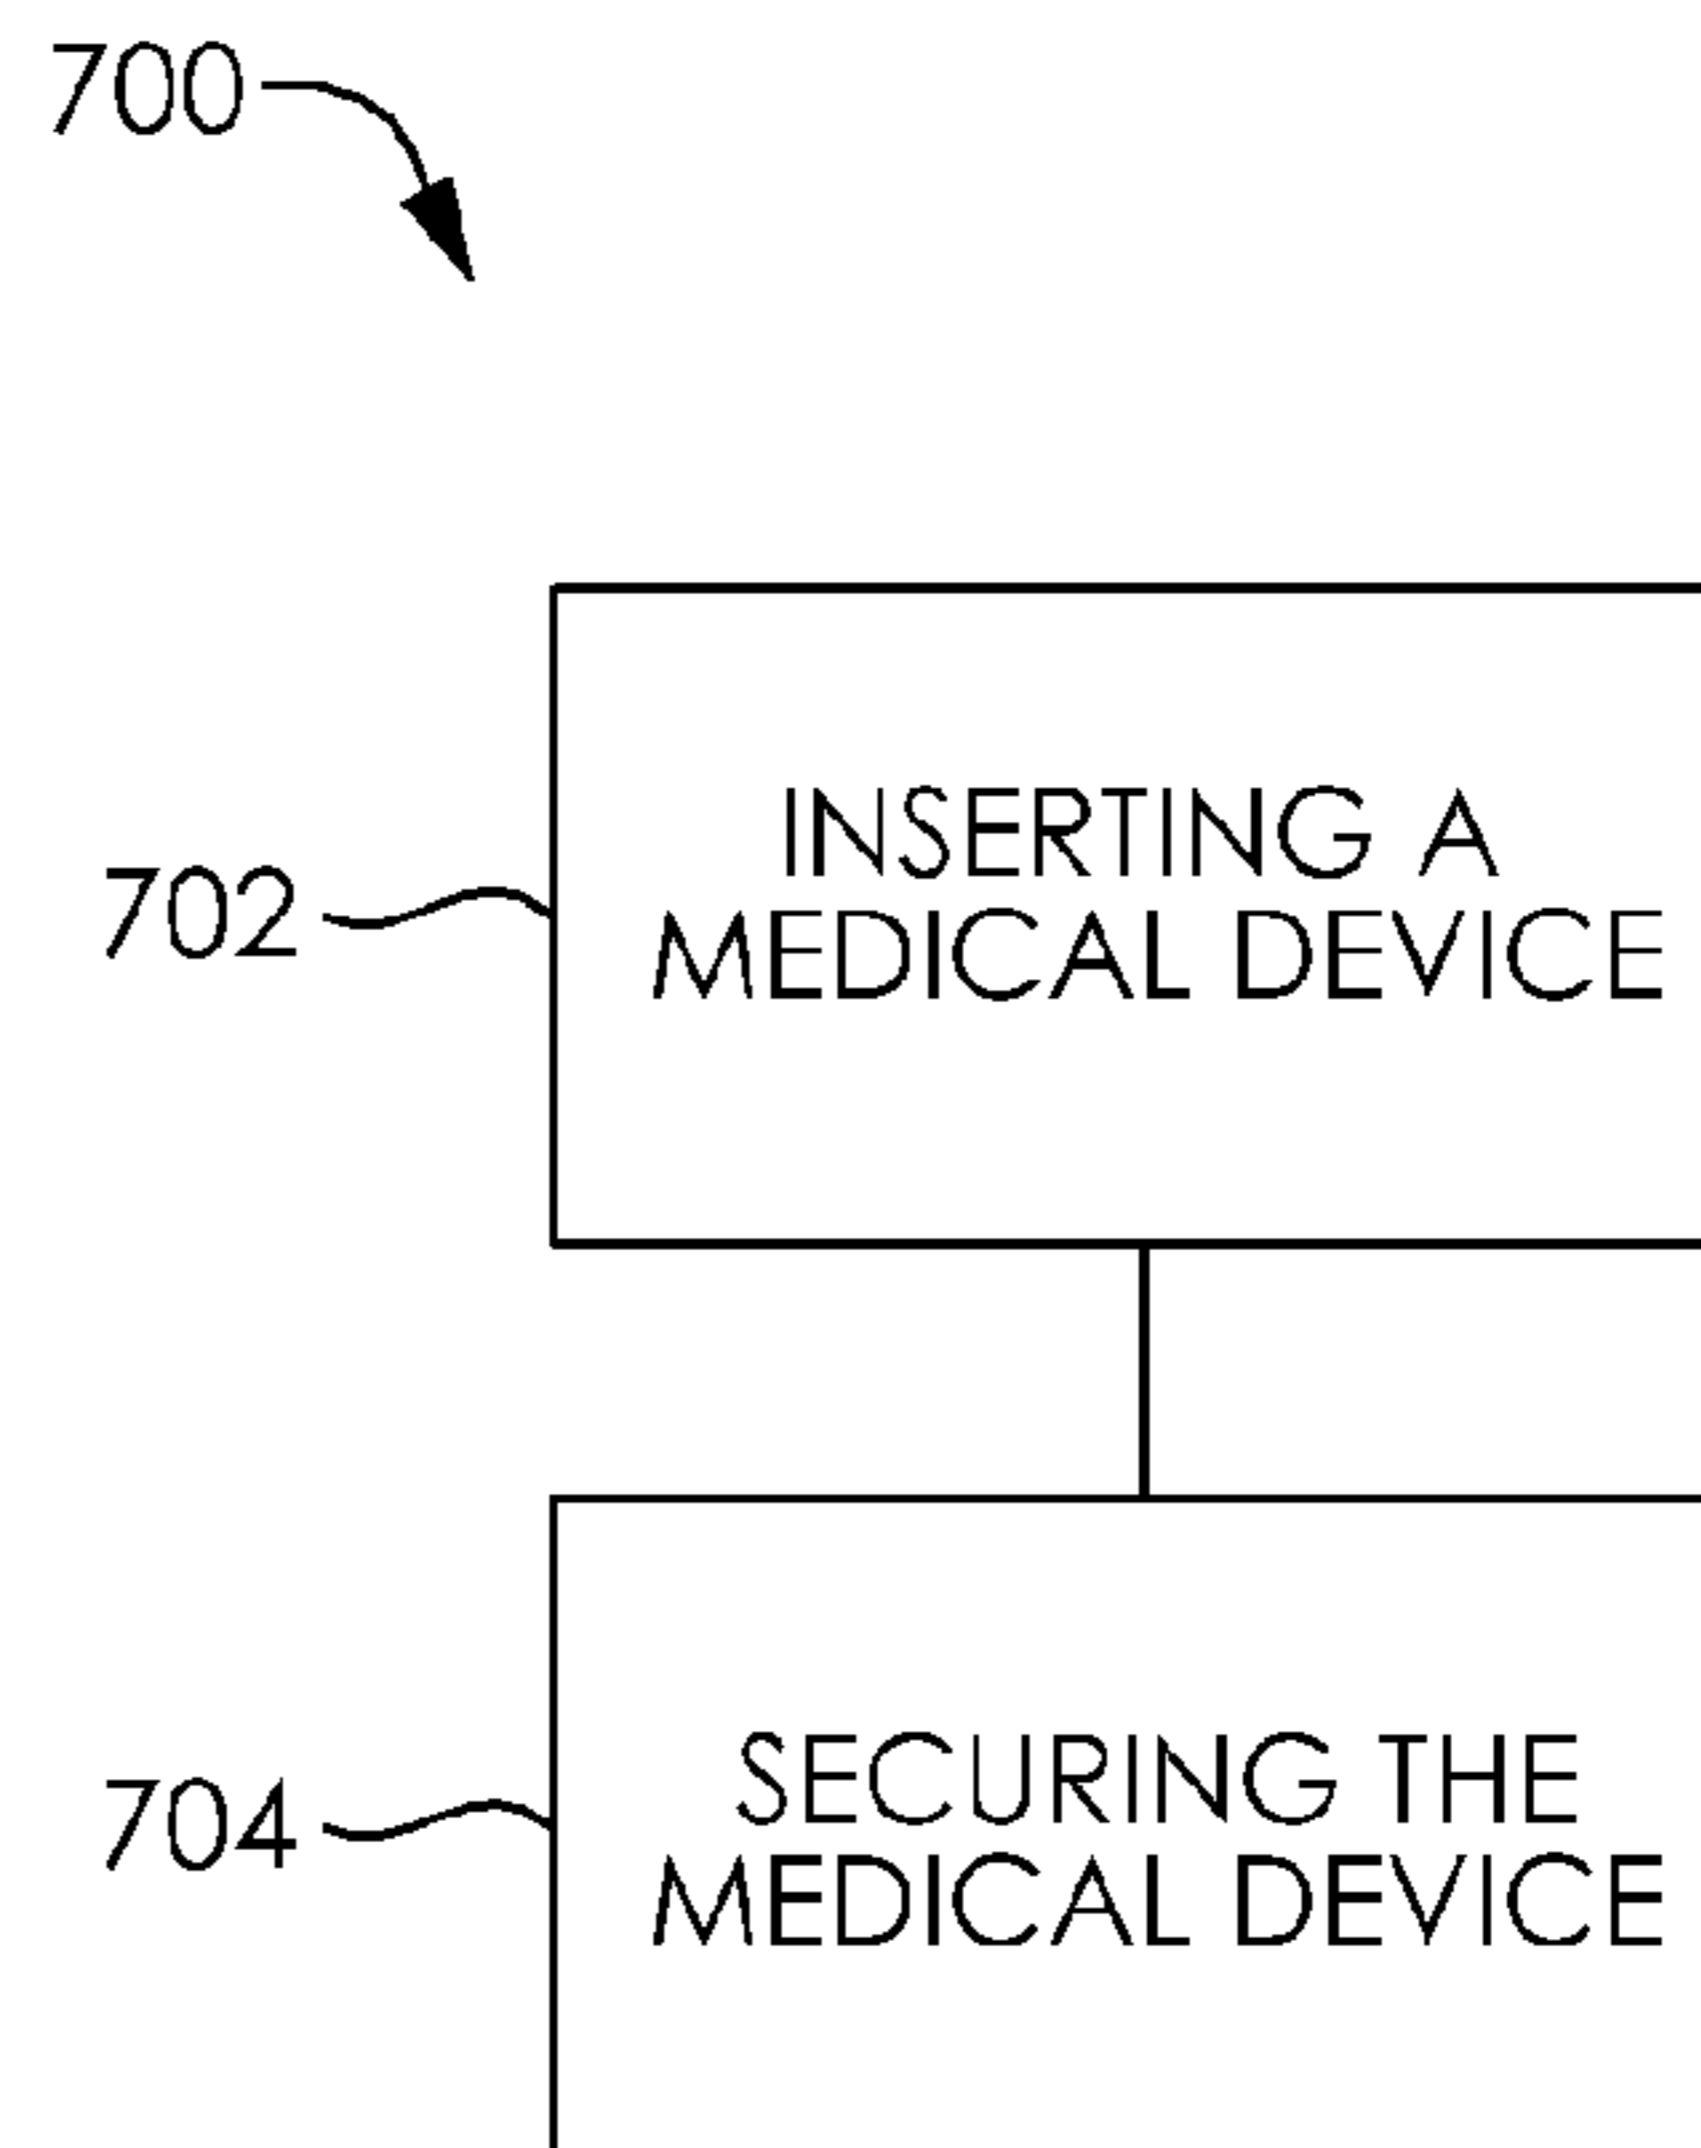 700
702
INSERTING A
MEDICAL DEVICE
704
SECURING THE
MEDICAL DEVICE